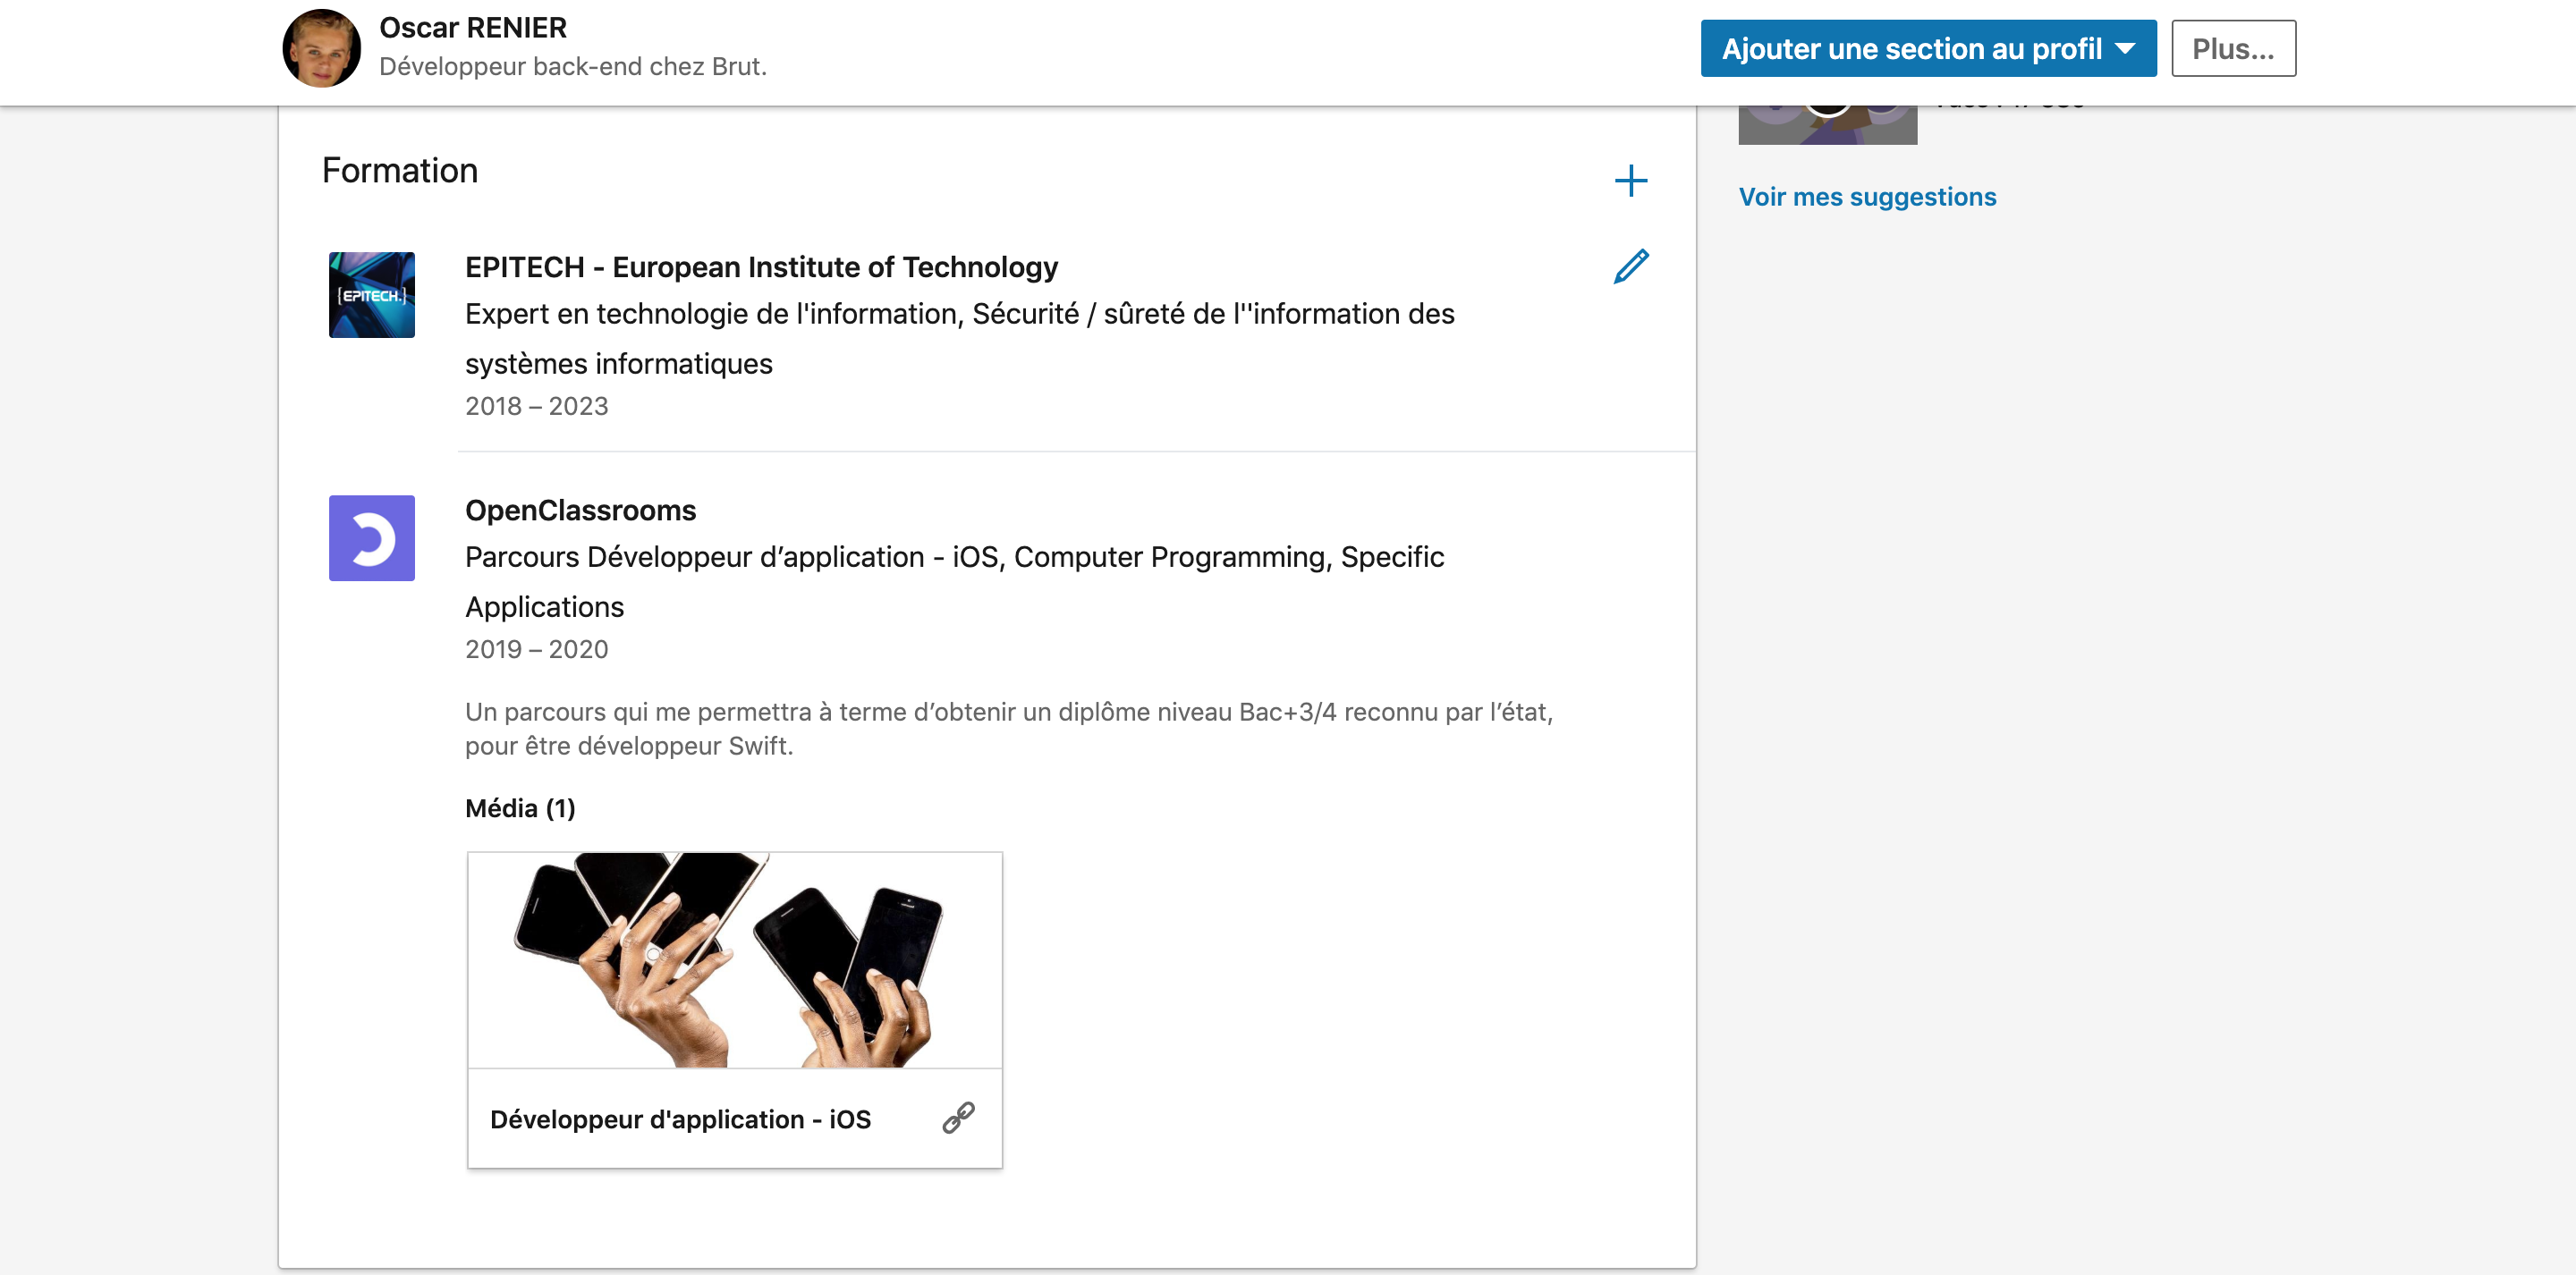 Oscar RENIER
Développeur back-end chez Brut.
Ajouter une section au profil
Plus...
Formation
Voir mes suggestions
{EPITECH.}
EPITECH - European Institute of Technology
Expert en technologie de l'information, Sécurité / sûreté de l''information des
systèmes informatiques
2018 – 2023
OpenClassrooms
Parcours Développeur d’application - iOS, Computer Programming, Specific
Applications
2019 – 2020
Un parcours qui me permettra à terme d’obtenir un diplôme niveau Bac+3/4 reconnu par l’état,
pour être développeur Swift.
Média (1)
Développeur d'application - iOS